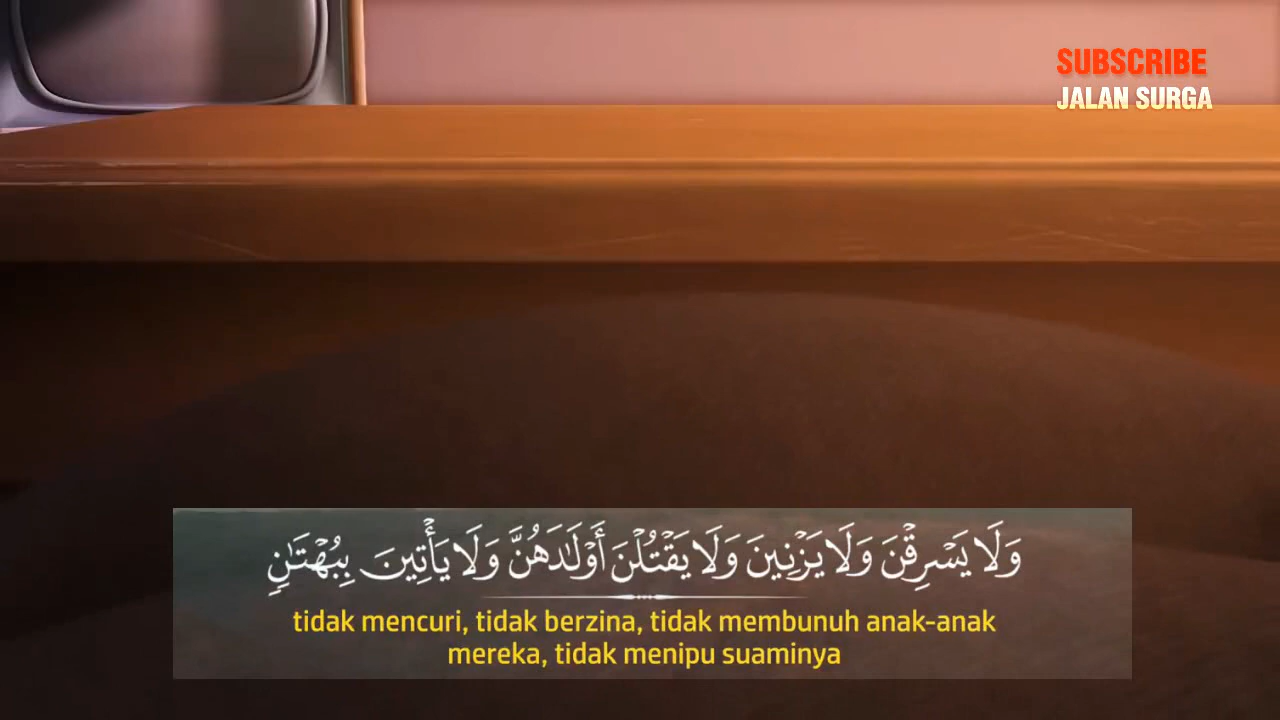 SUBSCRIBE
JALAN SURGA
وَلَا يَسْرِقْنَ وَلَا يَزْنِينَ وَلَا يَقْتُلْنَ أَوْلَٰدَهُنَّ وَلَا يَأْتِينَ بِبُهْتَٰنٍ
tidak mencuri, tidak berzina, tidak membunuh anak-anak
mereka, tidak menipu suaminya